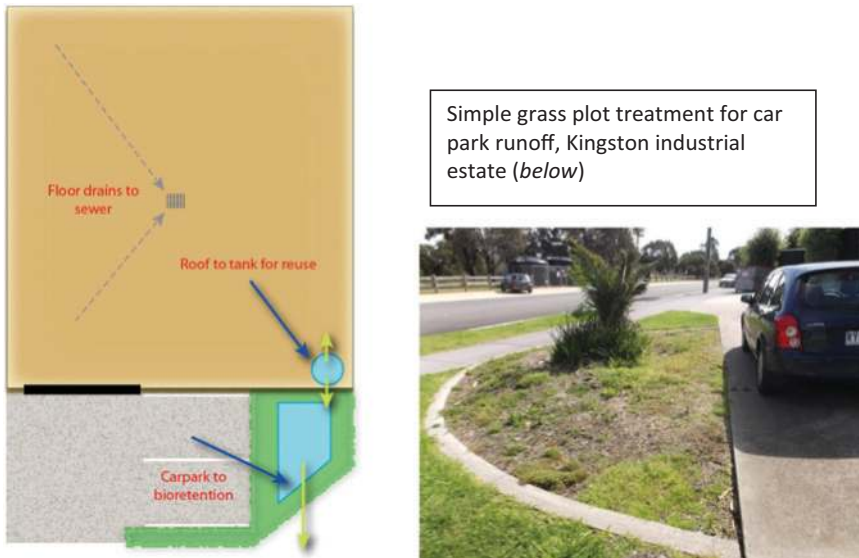 Floor drains to
sewer
Roof to tank for reuse
Carpark to
bioretention
Simple grass plot treatment for car
park runoff, Kingston industrial
estate (below)